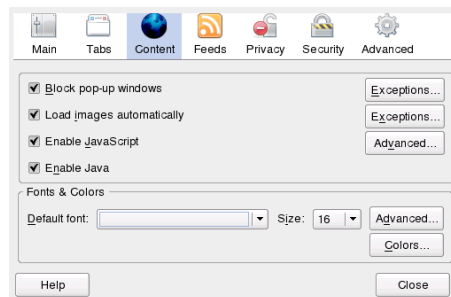 Main Tabs Content Feeds Privacy Security Advanced
Block pop-up windows Exceptions...
Load images automatically Exceptions...
Enable JavaScript Advanced...
Enable Java
Fonts & Colors
Default font: Size: 16 Advanced...
Colors...
Help Close